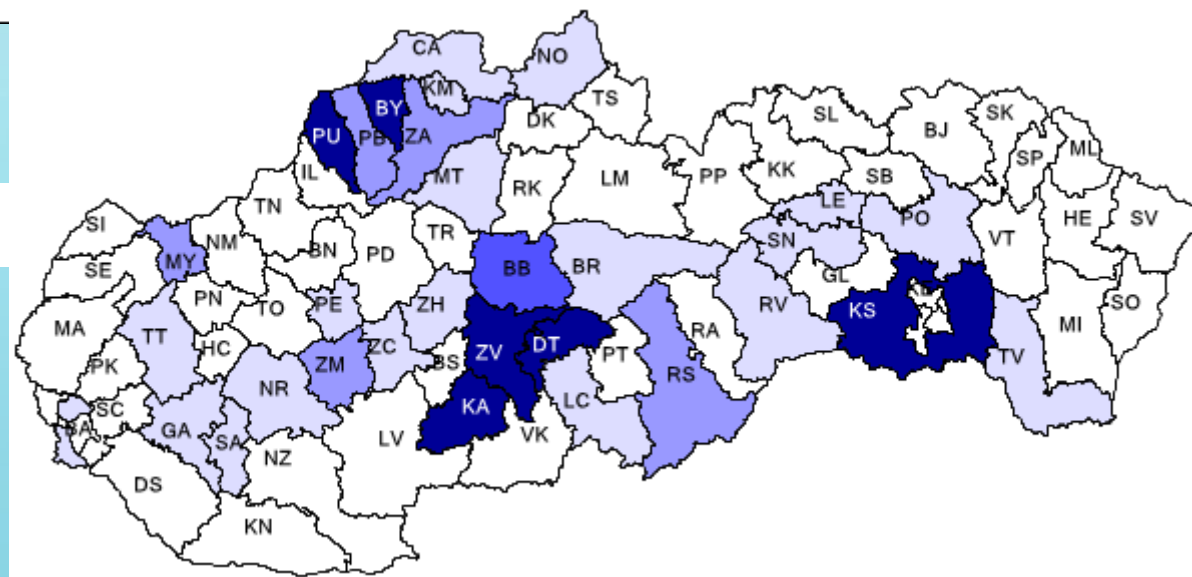 CA
NO
KM
TS
BY
PU
PB
ZA
DK
SL
BJ
SK
ML
SP
IL
MT
RK
LM
PP
KK
SB
TN
LE
PO
HE
SV
SI
NM
BN
PD
TR
SN
VT
SE
MY
BB
BR
GL
PN
TO
PE
ZH
RV
KS
SO
MA
TT
HC
ZC
BS
ZV
DT
PT
RA
MI
TV
PK
NR
ZM
RS
SC
KA
LC
BA
GA
SA
LV
VK
NZ
DS
KN